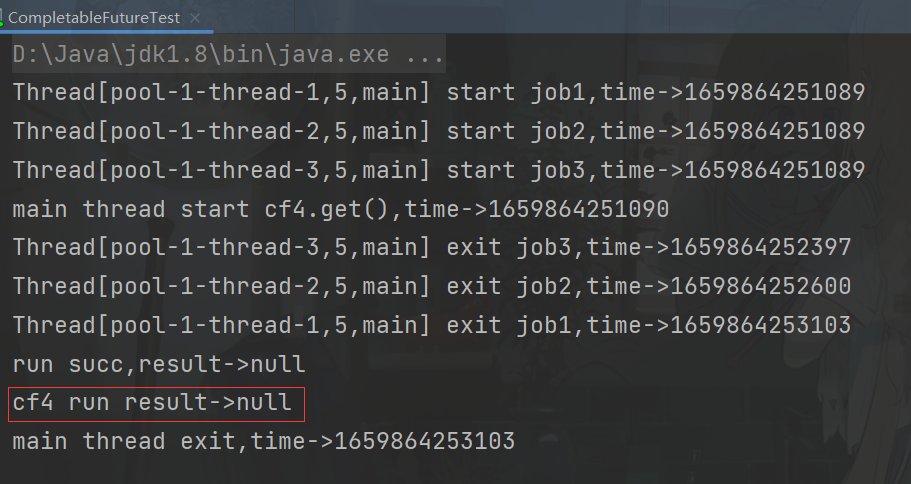 CompletableFutureTest
D:\Java\jdk1.8\bin\java.exe ...
Thread[pool-1-thread-1,5,main] start job1,time->1659864251089
Thread[pool-1-thread-2,5,main] start job2,time->1659864251089
Thread[pool-1-thread-3,5,main] start job3,time->1659864251089
main thread start cf4.get(),time->1659864251090
Thread[pool-1-thread-3,5,main] exit job3,time->1659864252397
Thread[pool-1-thread-2,5,main] exit job2,time->1659864252600
Thread[pool-1-thread-1,5,main] exit job1,time->1659864253103
run succ,result->null
cf4 run result->null
main thread exit,time->1659864253103